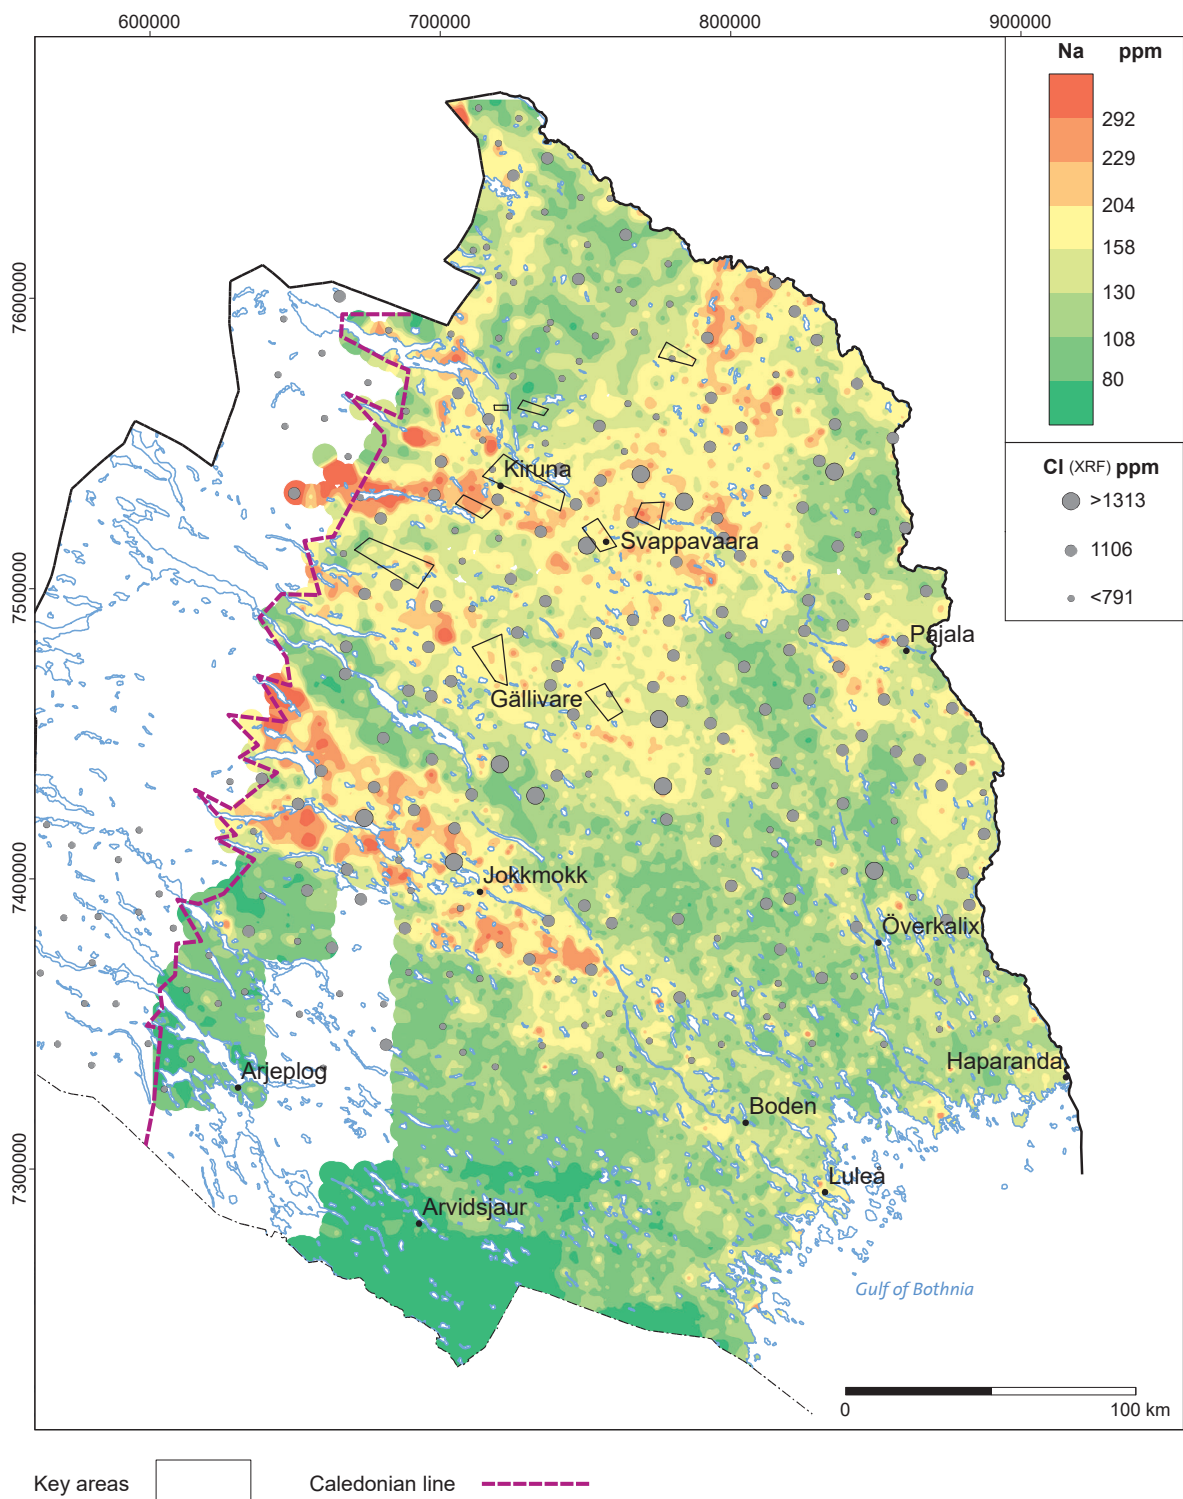 600000 700000 800000 900000
Na ppm
292
229
204
158
130
108
80
Cl (XRF) ppm
>1313
1106
<791
7600000
7500000
7400000
7300000
Kiruna
Svappavaara
Pajala
Gällivare
Jokkmokk
Överkalix
Haparanda
Arjeplog
Boden
Luleå
Arvidsjaur
Gulf of Bothnia
0 100 km
Key areas Caledonian line